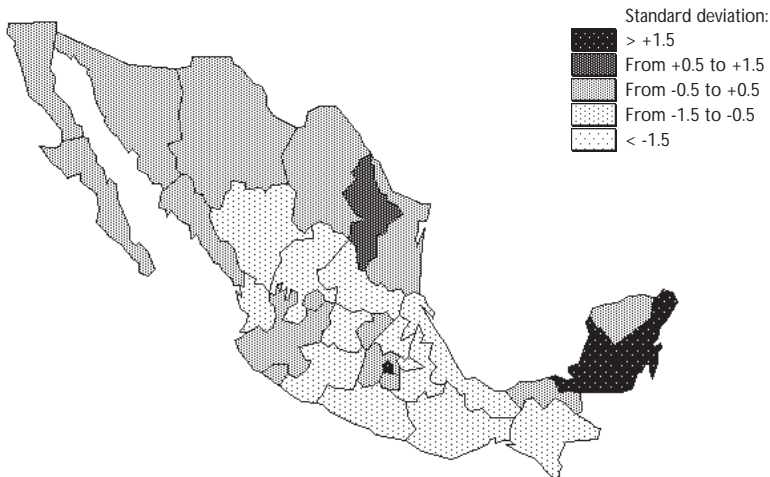 Standard deviation:
> +1.5
From +0.5 to +1.5
From -0.5 to +0.5
From -1.5 to -0.5
< -1.5